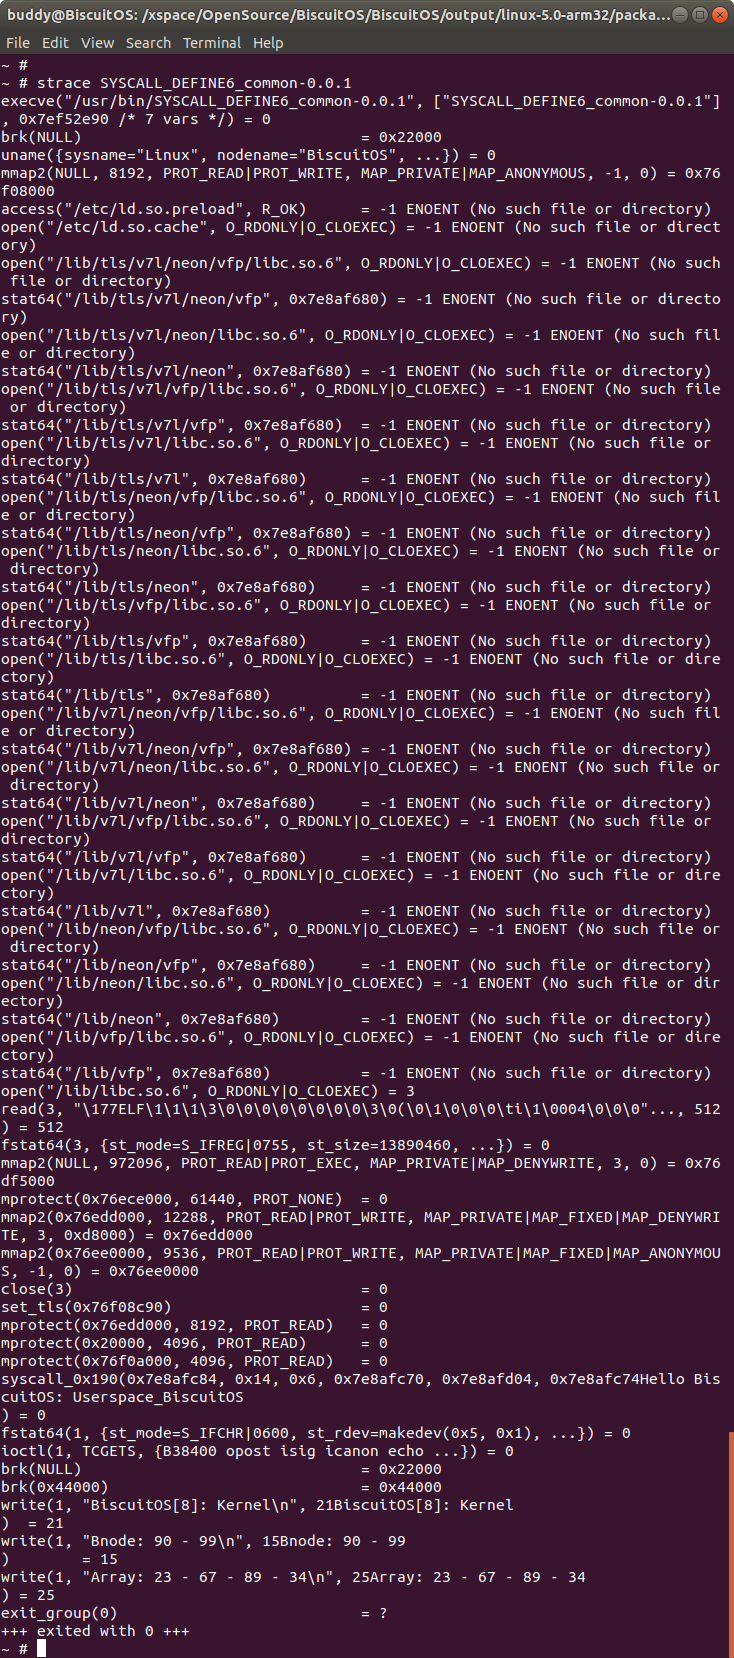 buddy@BiscuitOS: /xspace/OpenSource/BiscuitOS/BiscuitOS/output/linux-5.0-arm32/packa...
File Edit View Search Terminal Help
~ #
~ # strace SYSCALL_DEFINE6_common-0.0.1
execve("/usr/bin/SYSCALL_DEFINE6_common-0.0.1", ["SYSCALL_DEFINE6_common-0.0.1"]
, 0x7ef52e90 /* 7 vars */) = 0
brk(NULL)                               = 0x22000
uname({sysname="Linux", nodename="BiscuitOS", ...}) = 0
mmap2(NULL, 8192, PROT_READ|PROT_WRITE, MAP_PRIVATE|MAP_ANONYMOUS, -1, 0) = 0x76
f08000
access("/etc/ld.so.preload", R_OK)      = -1 ENOENT (No such file or directory)
open("/etc/ld.so.cache", O_RDONLY|O_CLOEXEC) = -1 ENOENT (No such file or direct
ory)
open("/lib/tls/v7l/neon/vfp/libc.so.6", O_RDONLY|O_CLOEXEC) = -1 ENOENT (No such
 file or directory)
stat64("/lib/tls/v7l/neon/vfp", 0x7e8af680) = -1 ENOENT (No such file or directo
ry)
open("/lib/tls/v7l/neon/libc.so.6", O_RDONLY|O_CLOEXEC) = -1 ENOENT (No such fil
e or directory)
stat64("/lib/tls/v7l/neon", 0x7e8af680) = -1 ENOENT (No such file or directory)
open("/lib/tls/v7l/vfp/libc.so.6", O_RDONLY|O_CLOEXEC) = -1 ENOENT (No such file
 or directory)
stat64("/lib/tls/v7l/vfp", 0x7e8af680)  = -1 ENOENT (No such file or directory)
open("/lib/tls/v7l/libc.so.6", O_RDONLY|O_CLOEXEC) = -1 ENOENT (No such file or 
directory)
stat64("/lib/tls/v7l", 0x7e8af680)      = -1 ENOENT (No such file or directory)
open("/lib/tls/neon/vfp/libc.so.6", O_RDONLY|O_CLOEXEC) = -1 ENOENT (No such fil
e or directory)
stat64("/lib/tls/neon/vfp", 0x7e8af680) = -1 ENOENT (No such file or directory)
open("/lib/tls/neon/libc.so.6", O_RDONLY|O_CLOEXEC) = -1 ENOENT (No such file or
 directory)
stat64("/lib/tls/neon", 0x7e8af680)     = -1 ENOENT (No such file or directory)
open("/lib/tls/vfp/libc.so.6", O_RDONLY|O_CLOEXEC) = -1 ENOENT (No such file or 
directory)
stat64("/lib/tls/vfp", 0x7e8af680)      = -1 ENOENT (No such file or directory)
open("/lib/tls/libc.so.6", O_RDONLY|O_CLOEXEC) = -1 ENOENT (No such file or dire
ctory)
stat64("/lib/tls", 0x7e8af680)          = -1 ENOENT (No such file or directory)
open("/lib/v7l/neon/vfp/libc.so.6", O_RDONLY|O_CLOEXEC) = -1 ENOENT (No such fil
e or directory)
stat64("/lib/v7l/neon/vfp", 0x7e8af680) = -1 ENOENT (No such file or directory)
open("/lib/v7l/neon/libc.so.6", O_RDONLY|O_CLOEXEC) = -1 ENOENT (No such file or
 directory)
stat64("/lib/v7l/neon", 0x7e8af680)     = -1 ENOENT (No such file or directory)
open("/lib/v7l/vfp/libc.so.6", O_RDONLY|O_CLOEXEC) = -1 ENOENT (No such file or 
directory)
stat64("/lib/v7l/vfp", 0x7e8af680)      = -1 ENOENT (No such file or directory)
open("/lib/v7l/libc.so.6", O_RDONLY|O_CLOEXEC) = -1 ENOENT (No such file or dire
ctory)
stat64("/lib/v7l", 0x7e8af680)          = -1 ENOENT (No such file or directory)
open("/lib/neon/vfp/libc.so.6", O_RDONLY|O_CLOEXEC) = -1 ENOENT (No such file or
 directory)
stat64("/lib/neon/vfp", 0x7e8af680)     = -1 ENOENT (No such file or directory)
open("/lib/neon/libc.so.6", O_RDONLY|O_CLOEXEC) = -1 ENOENT (No such file or dir
ectory)
stat64("/lib/neon", 0x7e8af680)         = -1 ENOENT (No such file or directory)
open("/lib/vfp/libc.so.6", O_RDONLY|O_CLOEXEC) = -1 ENOENT (No such file or dire
ctory)
stat64("/lib/vfp", 0x7e8af680)          = -1 ENOENT (No such file or directory)
open("/lib/libc.so.6", O_RDONLY|O_CLOEXEC) = 3
read(3, "\177ELF\1\1\1\3\0\0\0\0\0\0\0\0\3\0(\0\1\0\0\0\ti\1\0004\0\0\0"..., 512
) = 512
fstat64(3, {st_mode=S_IFREG|0755, st_size=13890460, ...}) = 0
mmap2(NULL, 972096, PROT_READ|PROT_EXEC, MAP_PRIVATE|MAP_DENYWRITE, 3, 0) = 0x76
df5000
mprotect(0x76ece000, 61440, PROT_NONE)  = 0
mmap2(0x76edd000, 12288, PROT_READ|PROT_WRITE, MAP_PRIVATE|MAP_FIXED|MAP_DENYWRI
TE, 3, 0xd8000) = 0x76edd000
mmap2(0x76ee0000, 9536, PROT_READ|PROT_WRITE, MAP_PRIVATE|MAP_FIXED|MAP_ANONYMOU
S, -1, 0) = 0x76ee0000
close(3)                                = 0
set_tls(0x76f08c90)                     = 0
mprotect(0x76edd000, 8192, PROT_READ)   = 0
mprotect(0x20000, 4096, PROT_READ)      = 0
mprotect(0x76f0a000, 4096, PROT_READ)   = 0
syscall_0x190(0x7e8afc84, 0x14, 0x6, 0x7e8afc70, 0x7e8afd04, 0x7e8afc74Hello Bis
cuitOS: Userspace_BiscuitOS
) = 0
fstat64(1, {st_mode=S_IFCHR|0600, st_rdev=makedev(0x5, 0x1), ...}) = 0
ioctl(1, TCGETS, {B38400 opost isig icanon echo ...}) = 0
brk(NULL)                               = 0x22000
brk(0x44000)                            = 0x44000
write(1, "BiscuitOS[8]: Kernel\n", 21BiscuitOS[8]: Kernel
)  = 21
write(1, "Bnode: 90 - 99\n", 15Bnode: 90 - 99
)        = 15
write(1, "Array: 23 - 67 - 89 - 34\n", 25Array: 23 - 67 - 89 - 34
) = 25
exit_group(0)                           = ?
+++ exited with 0 +++
~ #